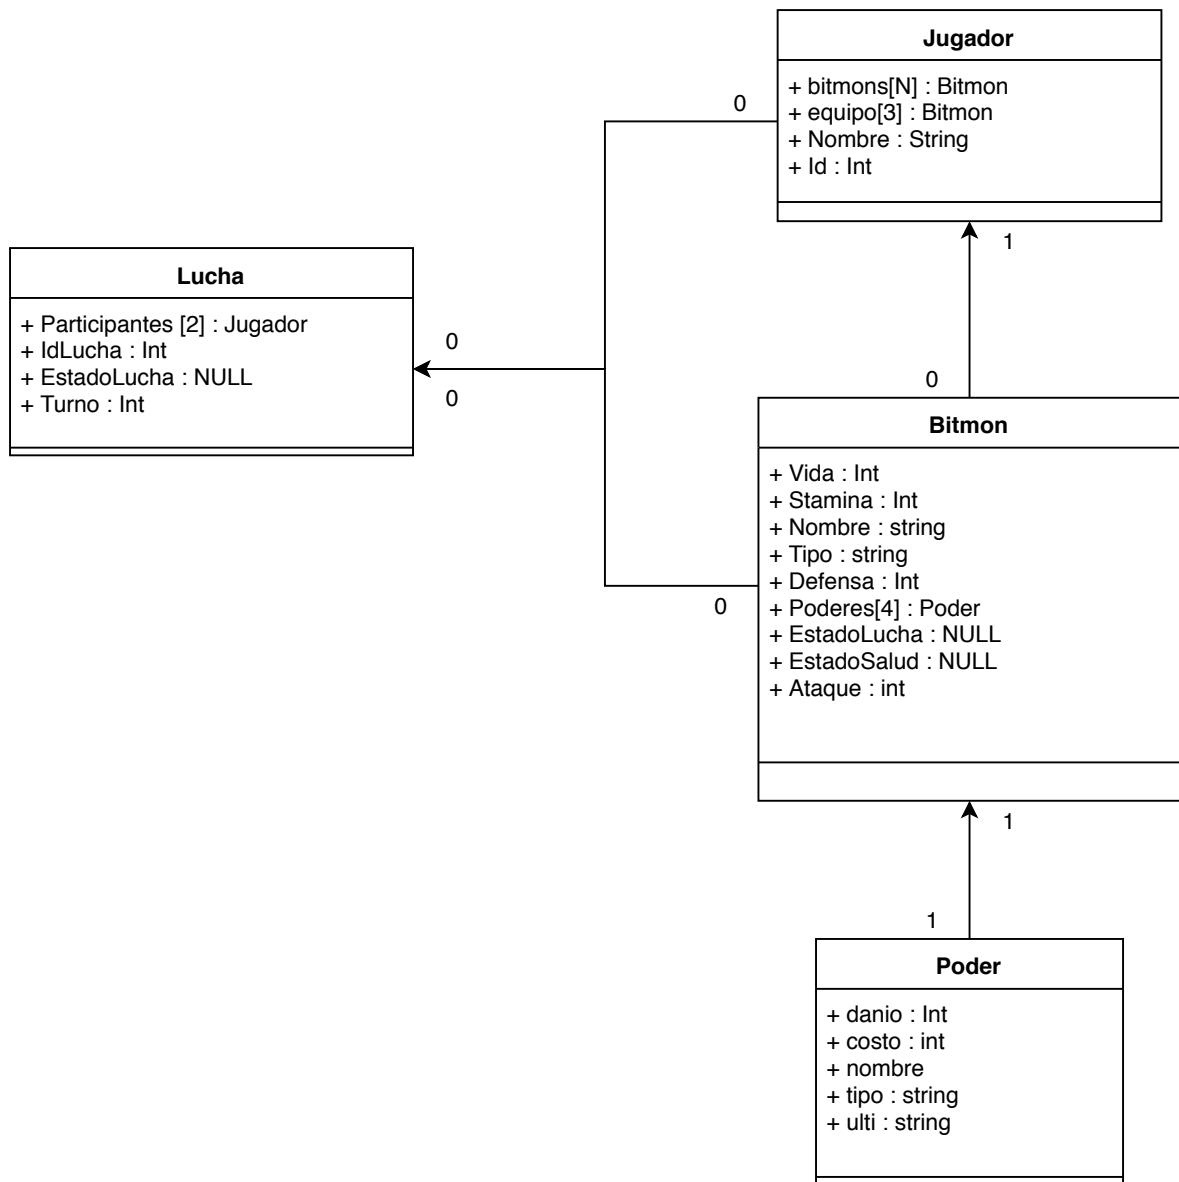 Jugador
+ bitmons[N] : Bitmon
+ equipo[3] : Bitmon
+ Nombre : String
+ Id : Int
0
1
Lucha
+ Participantes [2] : Jugador
+ IdLucha : Int
+ EstadoLucha : NULL
+ Turno : Int
0
0
0
Bitmon
+ Vida : Int
+ Stamina : Int
+ Nombre : string
+ Tipo : string
+ Defensa : Int
+ Poderes[4] : Poder
+ EstadoLucha : NULL
+ EstadoSalud : NULL
+ Ataque : int
0
1
1
Poder
+ danio : Int
+ costo : int
+ nombre
+ tipo : string
+ ulti : string